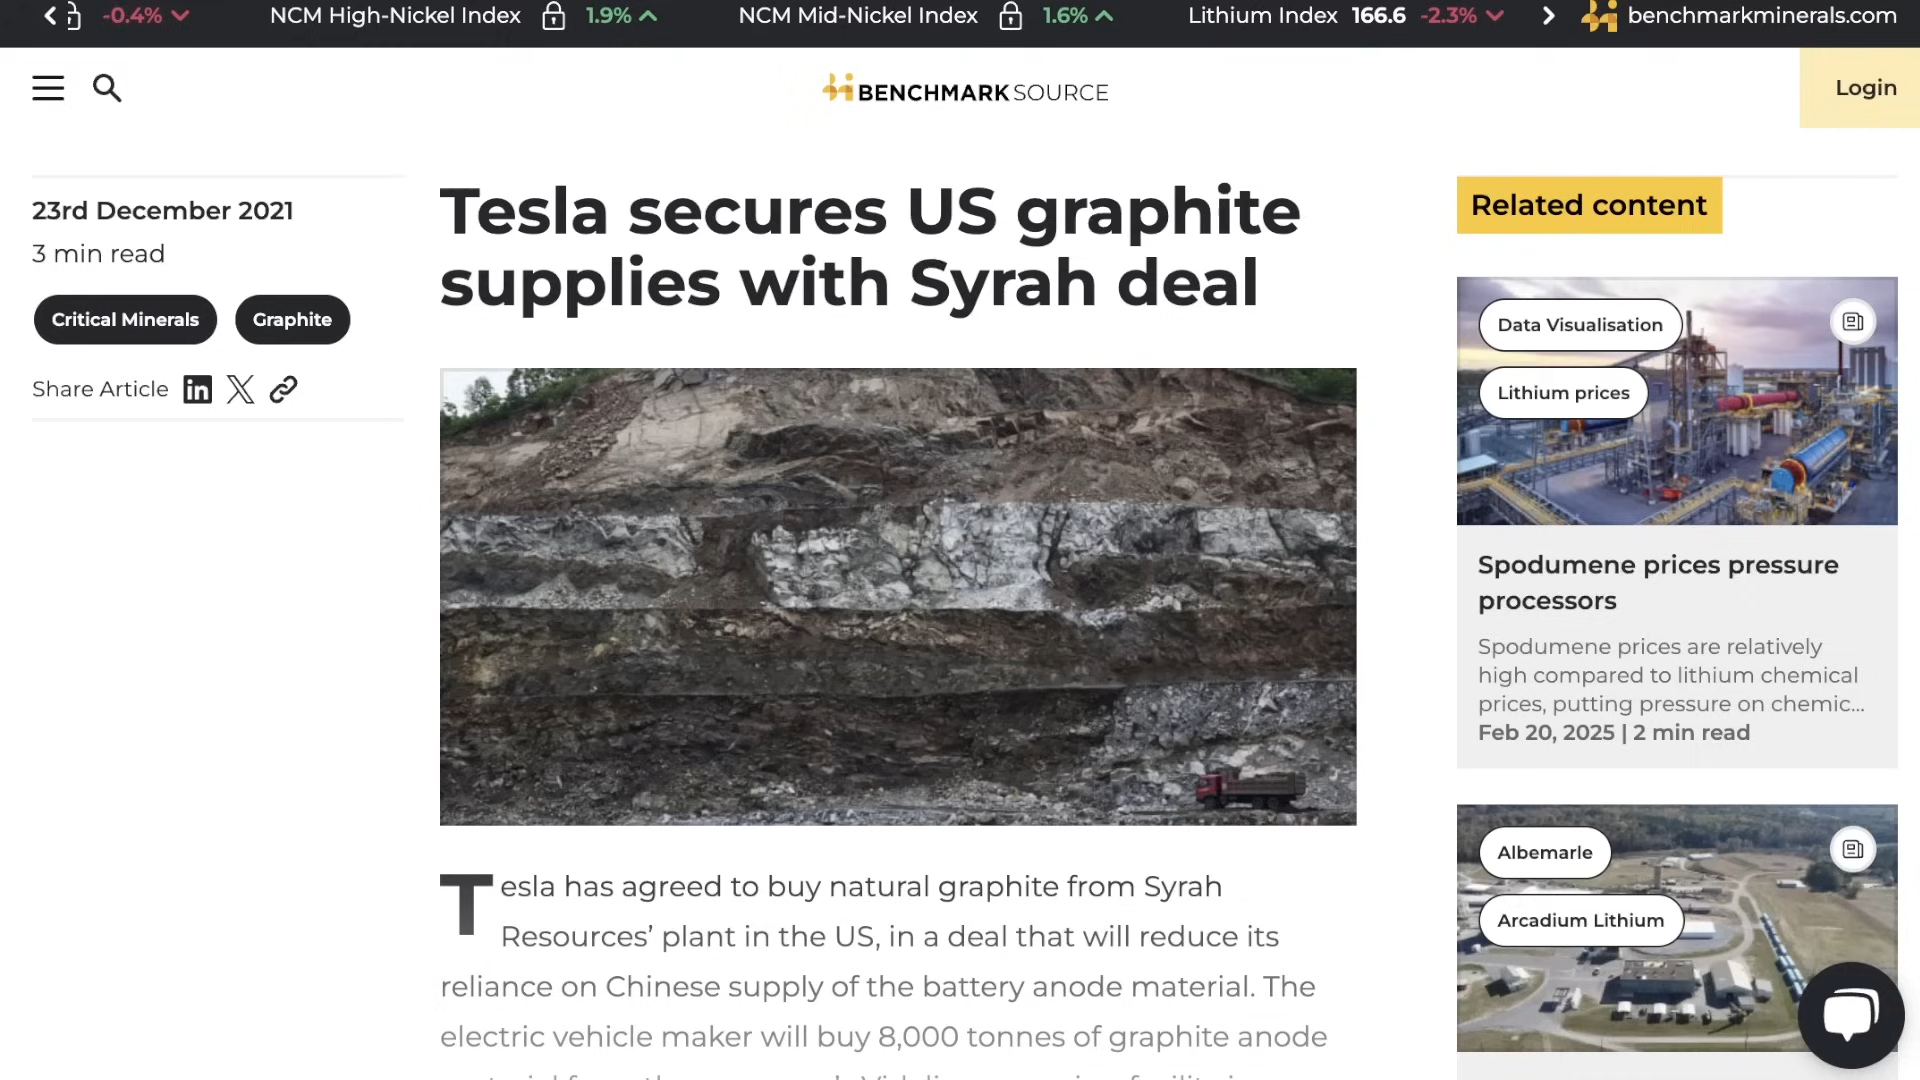 -0.4%
NCM High-Nickel Index 1.9%
NCM Mid-Nickel Index 1.6%
Lithium Index 166.6 -2.3%
benchmarkminerals.com
BENCHMARK SOURCE
Login
23rd December 2021
3 min read
Critical Minerals
Graphite
Share Article
Tesla secures US graphite
supplies with Syrah deal
Tesla has agreed to buy natural graphite from Syrah
Resources’ plant in the US, in a deal that will reduce its
reliance on Chinese supply of the battery anode material. The
electric vehicle maker will buy 8,000 tonnes of graphite anode
Related content
Data Visualisation
Lithium prices
Spodumene prices pressure
processors
Spodumene prices are relatively
high compared to lithium chemical
prices, putting pressure on chemic...
Feb 20, 2025 | 2 min read
Albemarle
Arcadium Lithium